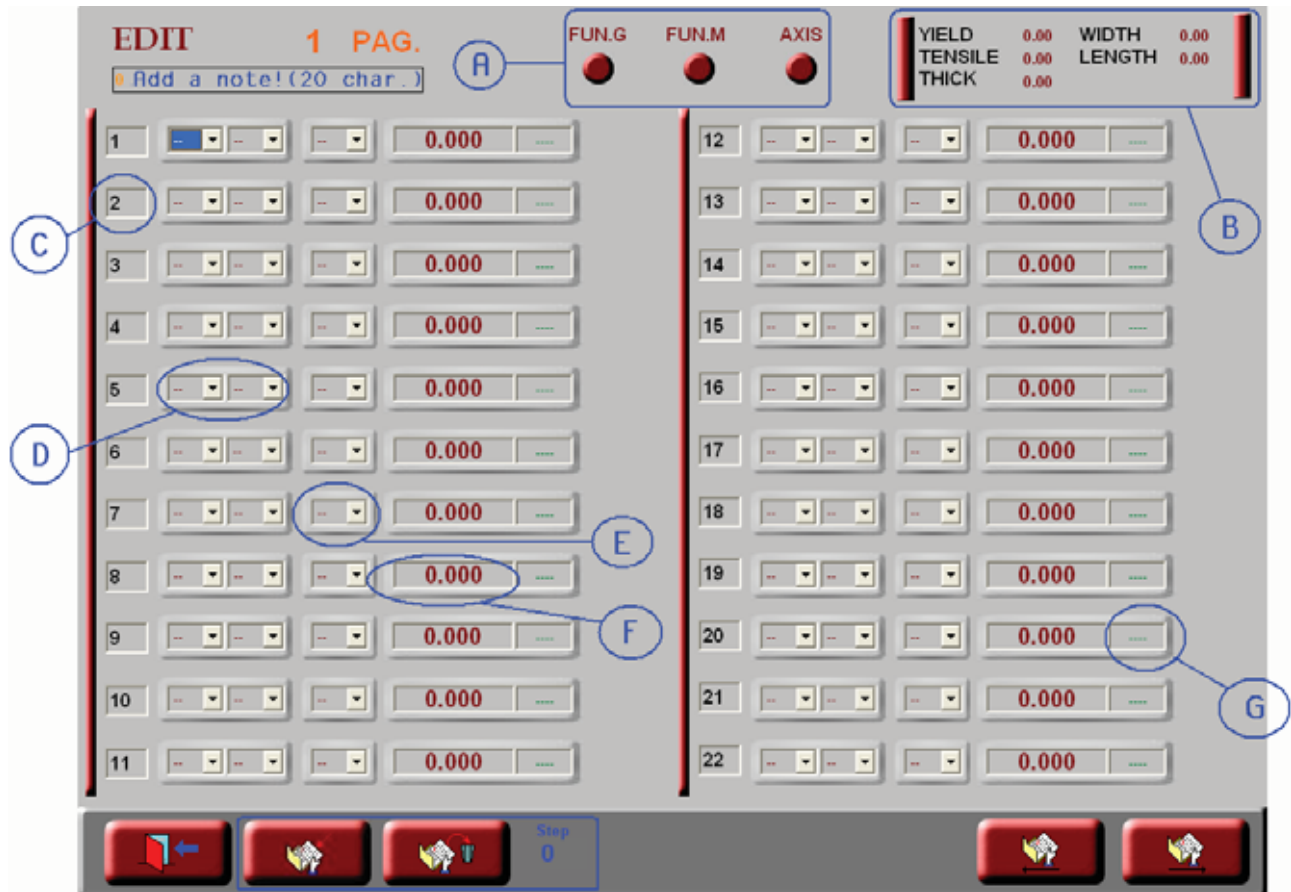 EDIT 1 PAG.
0 Add a note!(20 char.)
A
FUN.G FUN.M AXIS
YIELD 0.00 WIDTH 0.00
TENSILE 0.00 LENGTH 0.00
THICK 0.00
B
1 -- -- -- 0.000 ----
2 -- -- -- 0.000 ----
C
3 -- -- -- 0.000 ----
4 -- -- -- 0.000 ----
5 -- -- -- 0.000 ----
D
6 -- -- -- 0.000 ----
7 -- -- -- 0.000 ----
E
8 -- -- -- 0.000 ----
F
9 -- -- -- 0.000 ----
10 -- -- -- 0.000 ----
11 -- -- -- 0.000 ----
12 -- -- -- 0.000 ----
13 -- -- -- 0.000 ----
14 -- -- -- 0.000 ----
15 -- -- -- 0.000 ----
16 -- -- -- 0.000 ----
17 -- -- -- 0.000 ----
18 -- -- -- 0.000 ----
19 -- -- -- 0.000 ----
20 -- -- -- 0.000 ----
G
21 -- -- -- 0.000 ----
22 -- -- -- 0.000 ----
Step
0